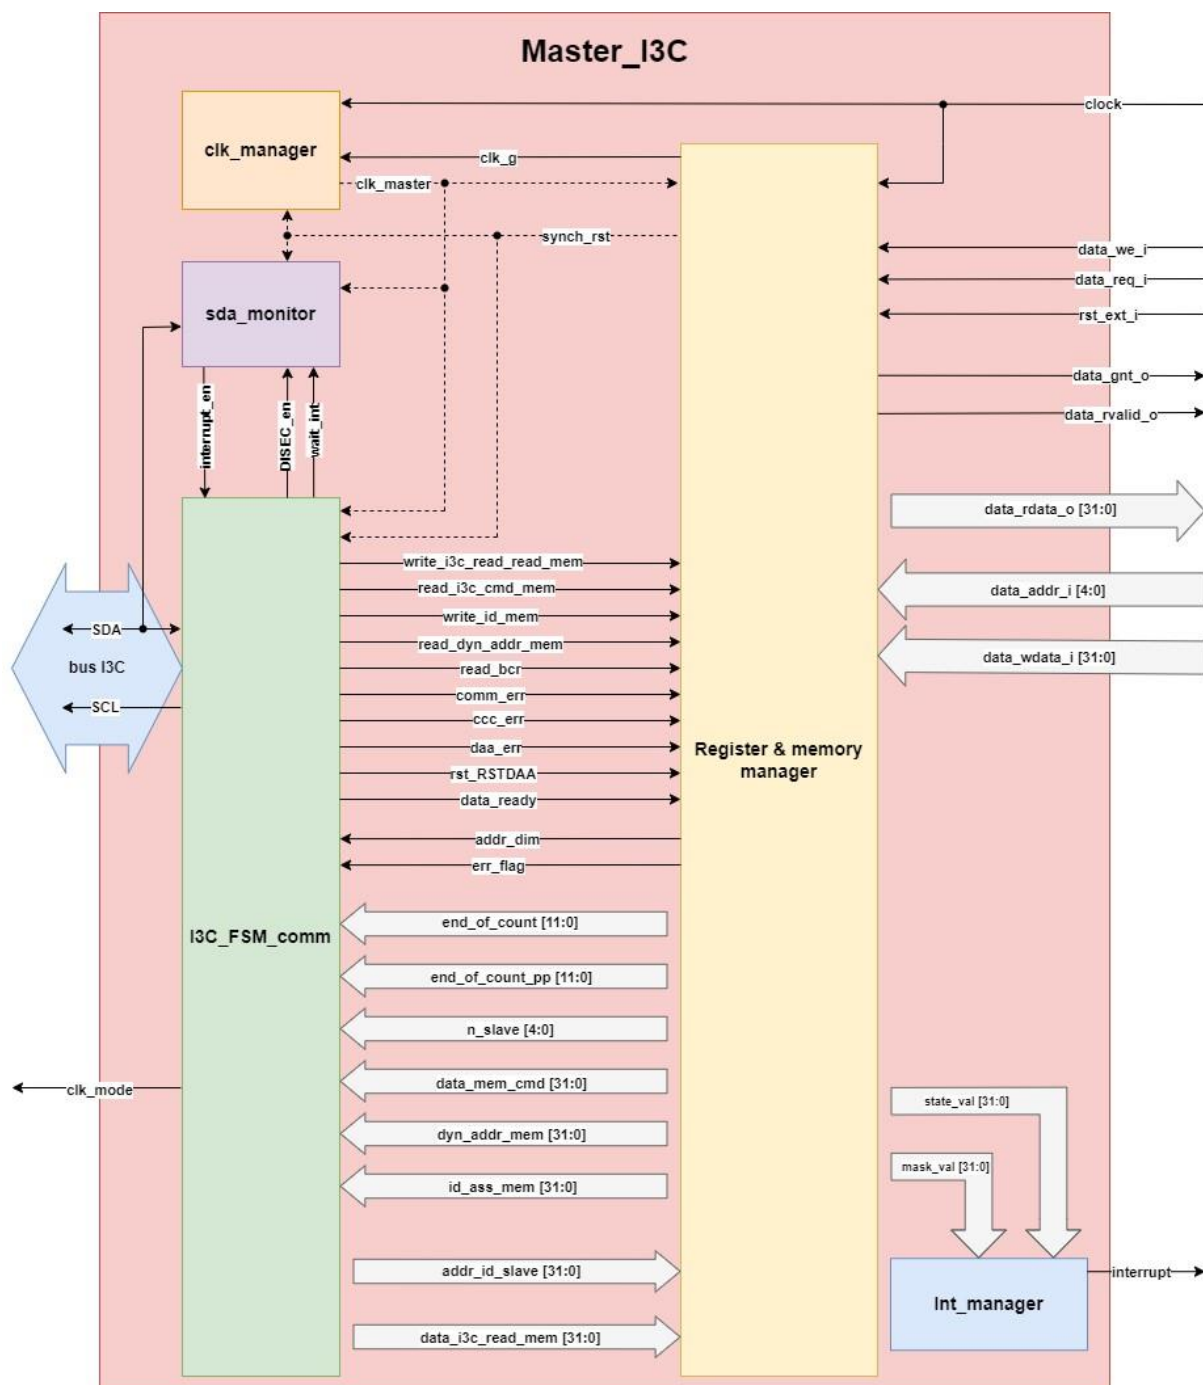 Master_I3C
clock
clk_manager
clk_g
clk_master
synch_rst
data_we_i
data_req_i
sda_monitor
rst_ext_i
data_gnt_o
data_rvalid_o
interrupt_en
DISEC_en
wait_int
data_rdata_o [31:0]
write_i3c_read_read_mem
read_i3c_cmd_mem
data_addr_i [4:0]
write_id_mem
SDA
read_dyn_addr_mem
data_wdata_i [31:0]
bus I3C
read_bcr
comm_err
SCL
ccc_err
daa_err
Register & memory
manager
rst_RSTDAA
data_ready
addr_dim
err_flag
end_of_count [11:0]
I3C_FSM_comm
end_of_count_pp [11:0]
n_slave [4:0]
data_mem_cmd [31:0]
clk_mode
state_val [31:0]
dyn_addr_mem [31:0]
mask_val [31:0]
id_ass_mem [31:0]
addr_id_slave [31:0]
interrupt
Int_manager
data_i3c_read_mem [31:0]